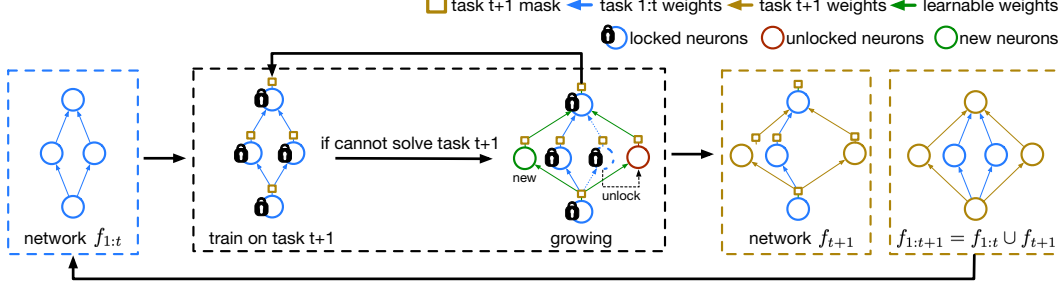 task t+1 mask task 1:t weights task t+1 weights learnable weights
locked neurons unlocked neurons new neurons
if cannot solve task t+1
new
unlock
network f_{1:t}
train on task t+1
growing
network f_{t+1}
f_{1:t+1} = f_{1:t} ∪ f_{t+1}